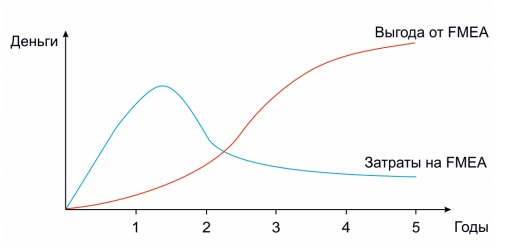 Деньги
Выгода от FMEA
Затраты на FMEA
1 2 3 4 5 Годы